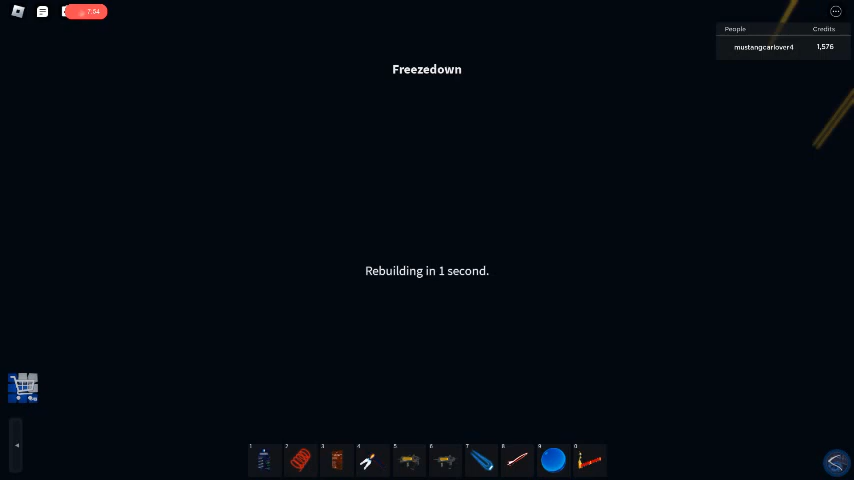 7:54
People Credits
mustangcarlover4 1,576
Freezedown
Rebuilding in 1 second.
1 2 3 4 5 6 7 8 9 0